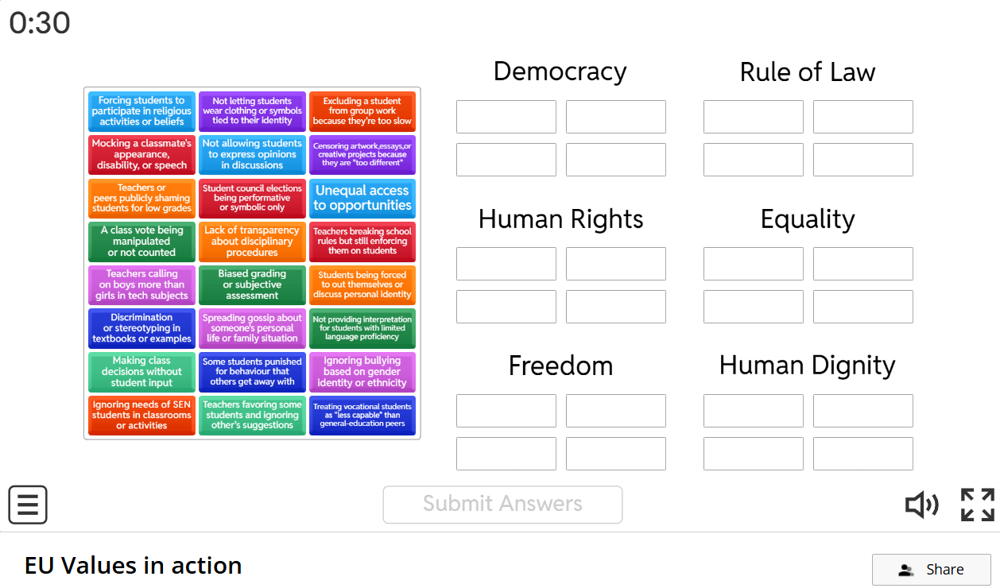 0:30
Democracy
Rule of Law
Forcing students to
participate in religious
activities or beliefs
Not letting students
wear clothing or symbols
tied to their identity
Excluding a student
from group work
because they're too slow
Mocking a classmate's
appearance,
disability, or speech
Not allowing students
to express opinions
in discussions
Censoring artwork,essays,or
creative projects because
they are "too different"
Teachers or
peers publicly shaming
students for low grades
Student council elections
being performative
or symbolic only
Unequal access
to opportunities
Human Rights
Equality
A class vote being
manipulated
or not counted
Lack of transparency
about disciplinary
procedures
Teachers breaking school
rules but still enforcing
them on students
Teachers calling
on boys more than
girls in tech subjects
Biased grading
or subjective
assessment
Students being forced
to out themselves or
discuss personal identity
Discrimination
or stereotyping in
textbooks or examples
Spreading gossip about
someone's personal
life or family situation
Not providing interpretation
for students with limited
language proficiency
Freedom
Human Dignity
Making class
decisions without
student input
Some students punished
for behaviour that
others get away with
Ignoring bullying
based on gender
identity or ethnicity
Ignoring needs of SEN
students in classrooms
or activities
Teachers favoring some
students and ignoring
other's suggestions
Treating vocational students
as "less capable" than
general-education peers
Submit Answers
EU Values in action
Share